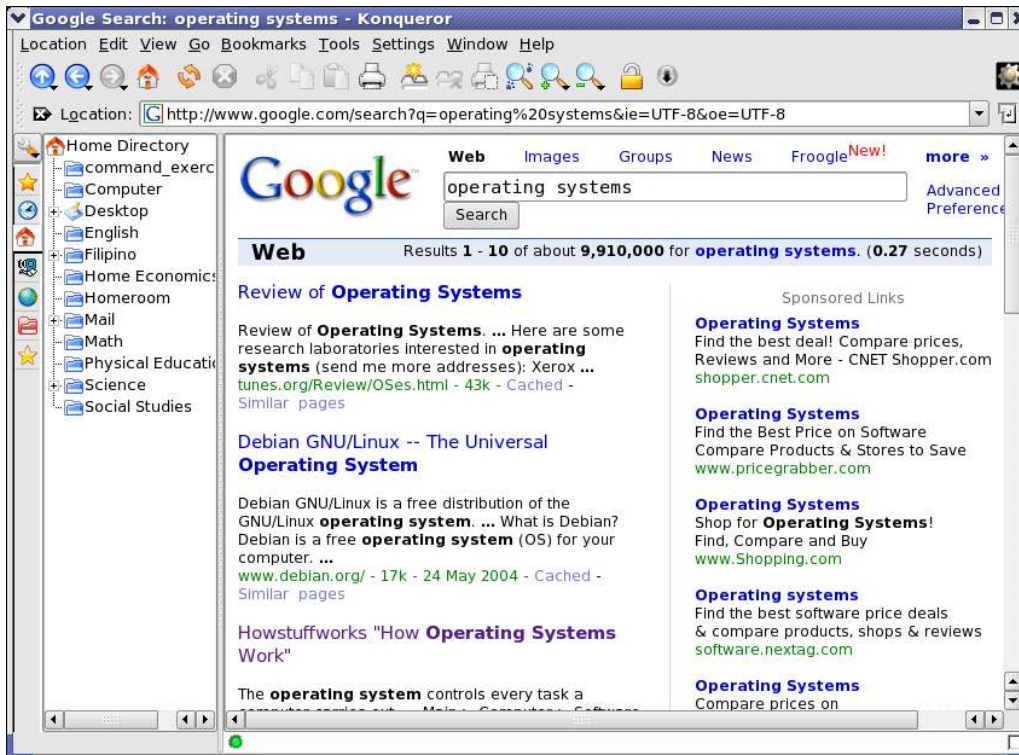 Google Search: operating systems - Konqueror
Location Edit View Go Bookmarks Tools Settings Window Help
Location: http://www.google.com/search?q=operating%20systems&ie=UTF-8&oe=UTF-8
Home Directory
command_exerc
Computer
Desktop
English
Filipino
Home Economics
Homeroom
Mail
Math
Physical Educatio
Science
Social Studies
Google
Web Images Groups News Froogle New! more »
operating systems
Search
Advanced
Preference
Web Results 1 - 10 of about 9,910,000 for operating systems. (0.27 seconds)
Review of Operating Systems
Review of Operating Systems. ... Here are some
research laboratories interested in operating
systems (send me more addresses): Xerox ...
tunes.org/Review/OSes.html - 43k - Cached -
Similar pages
Debian GNU/Linux -- The Universal
Operating System
Debian GNU/Linux is a free distribution of the
GNU/Linux operating system. ... What is Debian?
Debian is a free operating system (OS) for your
computer. ...
www.debian.org/ - 17k - 24 May 2004 - Cached -
Similar pages
Howstuffworks "How Operating Systems
Work"
The operating system controls every task a
Sponsored Links
Operating Systems
Find the best deal! Compare prices,
Reviews and More - CNET Shopper.com
shopper.cnet.com
Operating Systems
Find the Best Price on Software
Compare Products & Stores to Save
www.pricegrabber.com
Operating Systems
Shop for Operating Systems!
Find, Compare and Buy
www.Shopping.com
Operating systems
Find the best software price deals
& compare products, shops & reviews
software.nextag.com
Operating Systems
Compare prices on